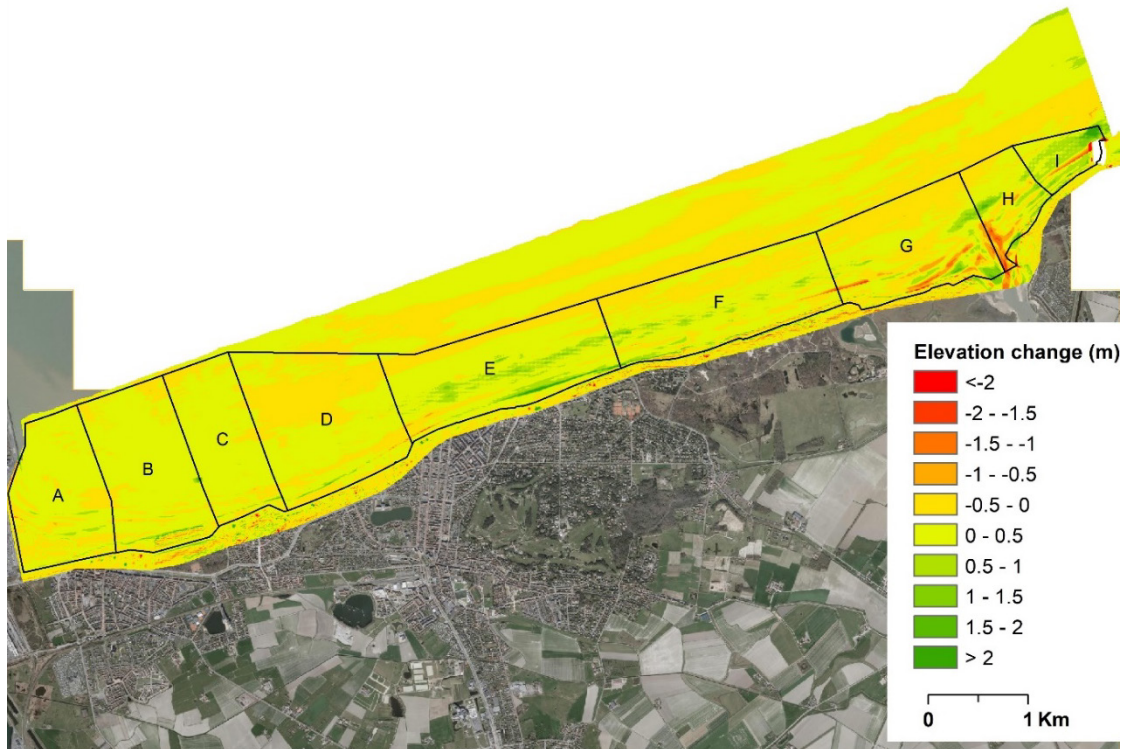 I
H
G
F
E
D
C
B
A
Elevation change (m)
<-2
-2 - -1.5
-1.5 - -1
-1 - -0.5
-0.5 - 0
0 - 0.5
0.5 - 1
1 - 1.5
1.5 - 2
> 2
0 1 Km